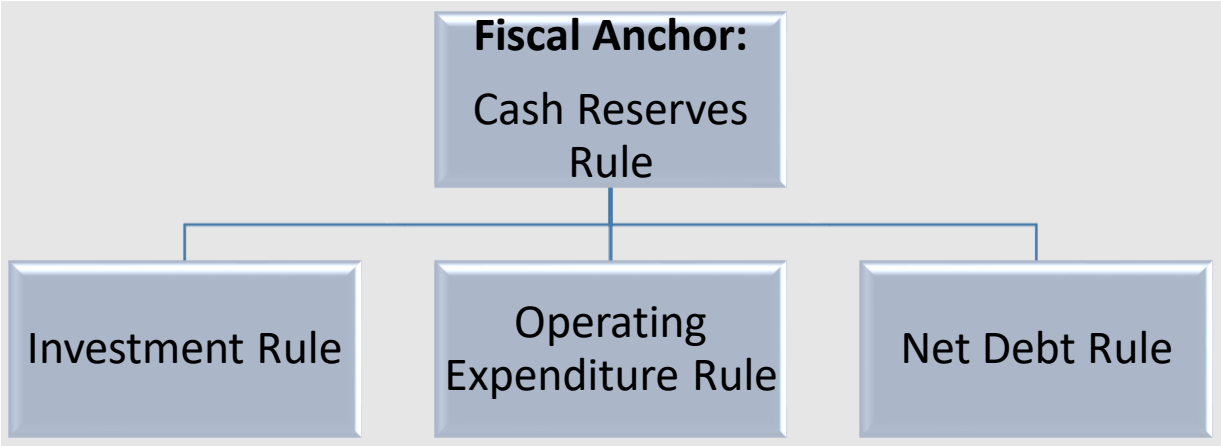 Fiscal Anchor:
Cash Reserves
Rule
Investment Rule
Operating
Expenditure Rule
Net Debt Rule